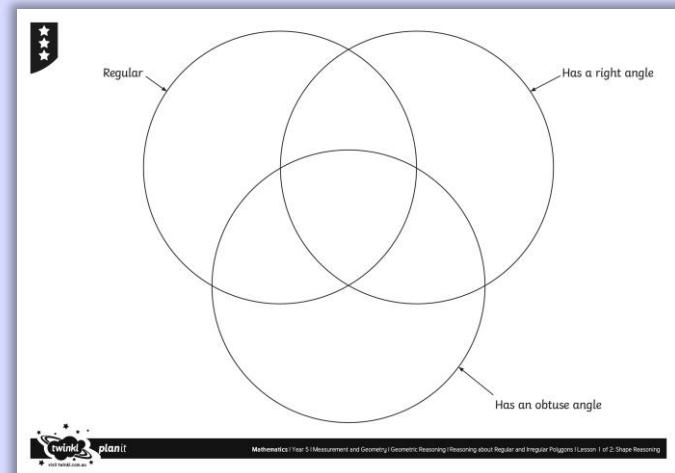 Regular
Has a right angle
Has an obtuse angle
twinkl planit
visit twinkl.com.au
Mathematics | Year 5 | Measurement and Geometry | Geometric Reasoning | Reasoning about Regular and Irregular Polygons | Lesson 1 of 2: Shape Reasoning